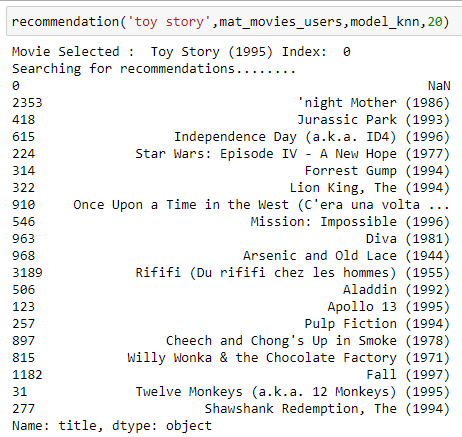 recommendation('toy story',mat_movies_users,model_knn,20)
Movie Selected :  Toy Story (1995) Index:  0
Searching for recommendations........
0 NaN
2353 'night Mother (1986)
418 Jurassic Park (1993)
615 Independence Day (a.k.a. ID4) (1996)
224 Star Wars: Episode IV - A New Hope (1977)
314 Forrest Gump (1994)
322 Lion King, The (1994)
910 Once Upon a Time in the West (C'era una volta ...
546 Mission: Impossible (1996)
963 Diva (1981)
968 Arsenic and Old Lace (1944)
3189 Rififi (Du rififi chez les hommes) (1955)
506 Aladdin (1992)
123 Apollo 13 (1995)
257 Pulp Fiction (1994)
897 Cheech and Chong's Up in Smoke (1978)
815 Willy Wonka & the Chocolate Factory (1971)
1182 Fall (1997)
31 Twelve Monkeys (a.k.a. 12 Monkeys) (1995)
277 Shawshank Redemption, The (1994)
Name: title, dtype: object